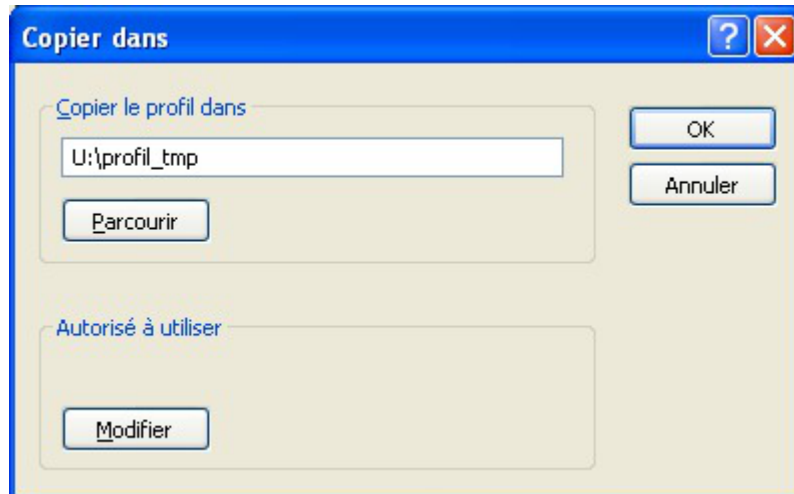 Copier dans
Copier le profil dans
U:\profil_tmp
OK
Annuler
Parcourir
Autorisé à utiliser
Modifier